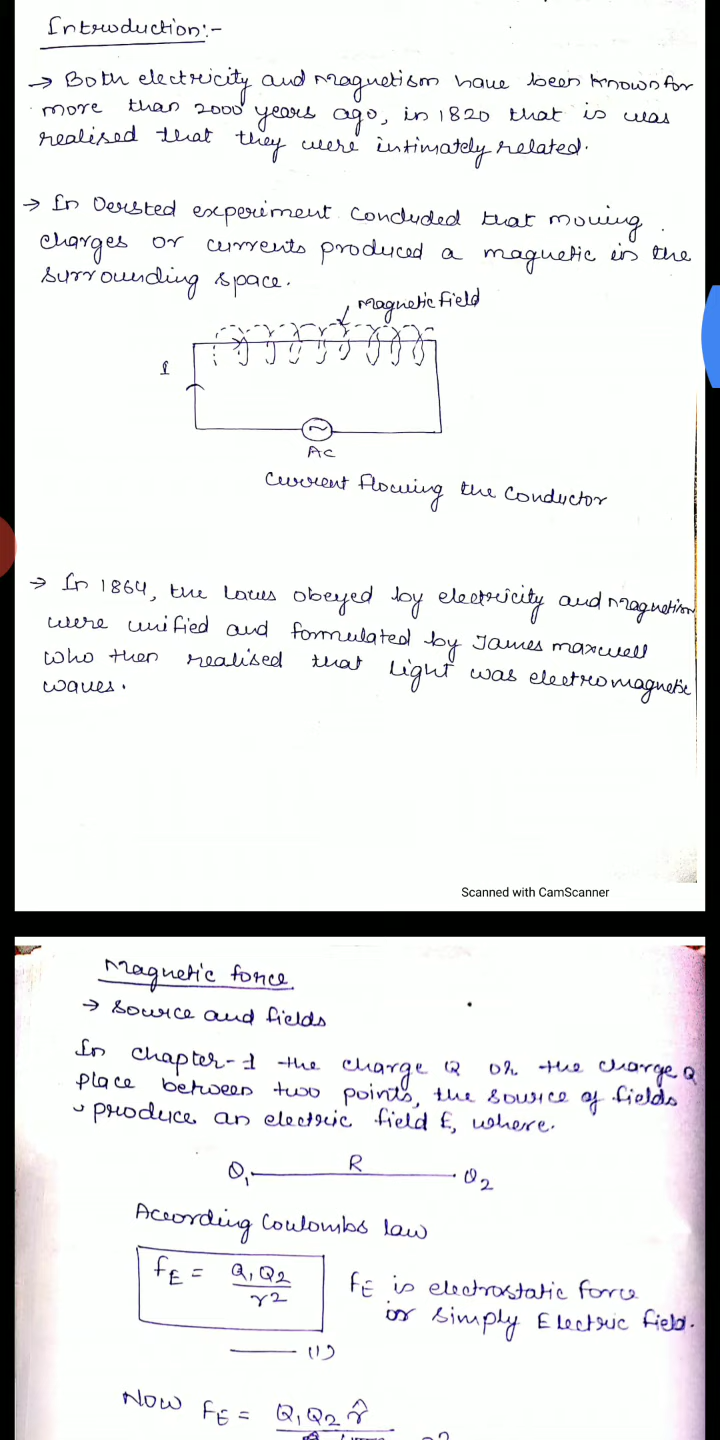 Introduction:-
→ Both electricity and magnetism have been known for
more than 2000 years ago, in 1820 that is was
realised that they were intimately related.
→ In Oersted experiment concluded that moving
charges or currents produced a magnetic in the
surrounding space.
Magnetic field
I
AC
Current flowing the conductor
→ In 1864, the laws obeyed by electricity and magnetism
were unified and formulated by James maxwell
who then realised that Light was electromagnetic
waves.
Scanned with CamScanner
Magnetic force
→ Source and fields
In chapter-1 the charge Q or the charge Q
place between two points, the source of fields
produce an electric field E, where.
Q1 R Q2
According Coulombs law
fE = Q1Q2 / r2
fE is electrostatic force
or simply Electric field.
(1)
Now fE = Q1Q2 r̂